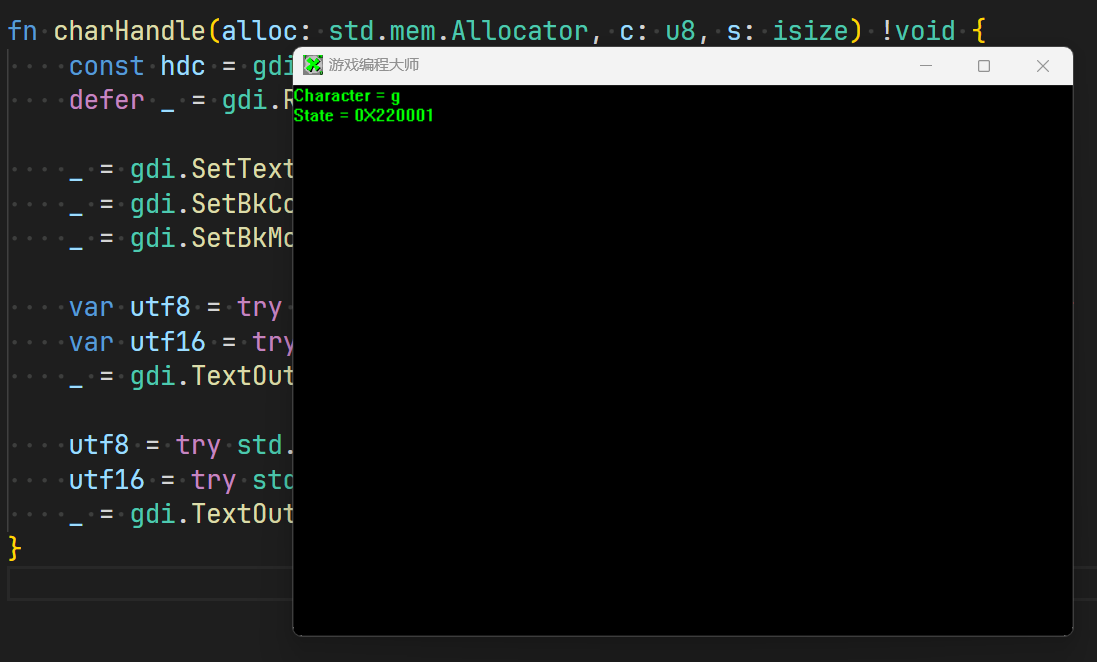 fn charHandle(alloc: std.mem.Allocator, c: u8, s: isize) !void {
const hdc = gdi
defer _ = gdi.R
_ = gdi.SetText
_ = gdi.SetBkCo
_ = gdi.SetBkMo
var utf8 = try
var utf16 = try
_ = gdi.TextOut
utf8 = try std.
utf16 = try std
_ = gdi.TextOut
}
游戏编程大师
Character = g
State = 0X220001